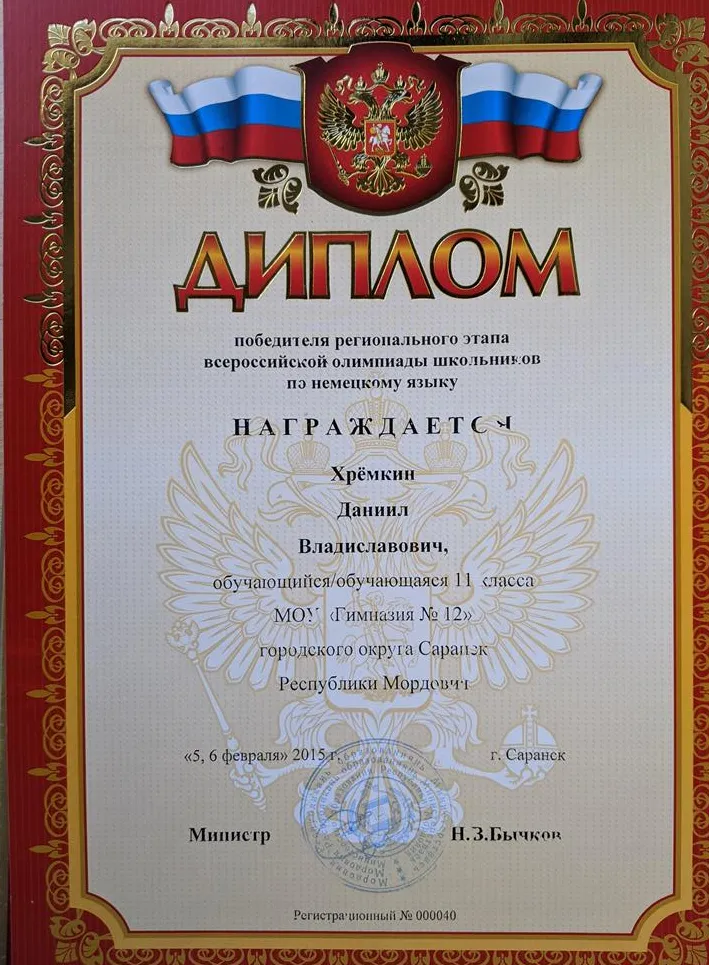 ДИПЛОМ
победителя регионального этапа
всероссийской олимпиады школьников
по немецкому языку
НАГРАЖДАЕТСЯ
Хрёмкин
Даниил
Владиславович,
обучающийся/обучающаяся 11 класса
МОУ «Гимназия № 12»
городского округа Саранск
Республики Мордович
«5, 6 февраля» 2015 г.
г. Саранск
Министр
Н.З.Бычков
Регистрационный № 000040